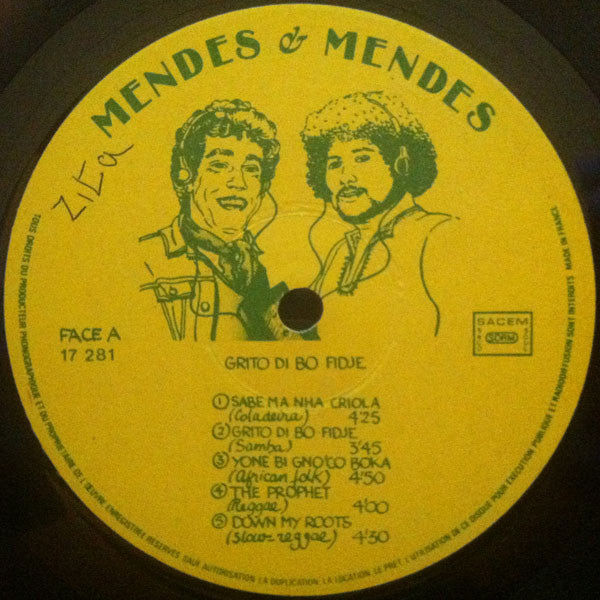 MENDES & MENDES
Zita
FACE A
17 281
SACEM
SACD
SDRM
SCAM
SGDL
GRITO DI BO FIDJE
① SABE MA NHA CRIOLA
(Coladeira) 4'25
② GRITO DI BO FIDJE
(Samba) 3'45
③ YONE BI GNOTO BOKA
(African folk) 4'50
④ THE PROPHET
(Reggae) 4'00
⑤ DOWN MY ROOTS
(Slow=reggae) 4'30
TOUS DROITS DU PRODUCTEUR PHONOGRAPHIQUE ET DU PROPRIETAIRE DE L'ŒUVRE ENREGISTREE RESERVES SAUF AUTORISATION LA DUPLICATION LA LOCATION LE PRET L'UTILISATION DE CE DISQUE POUR EXECUTION PUBLIQUE ET RADIODIFFUSION SONT INTERDITS MADE IN FRANCE